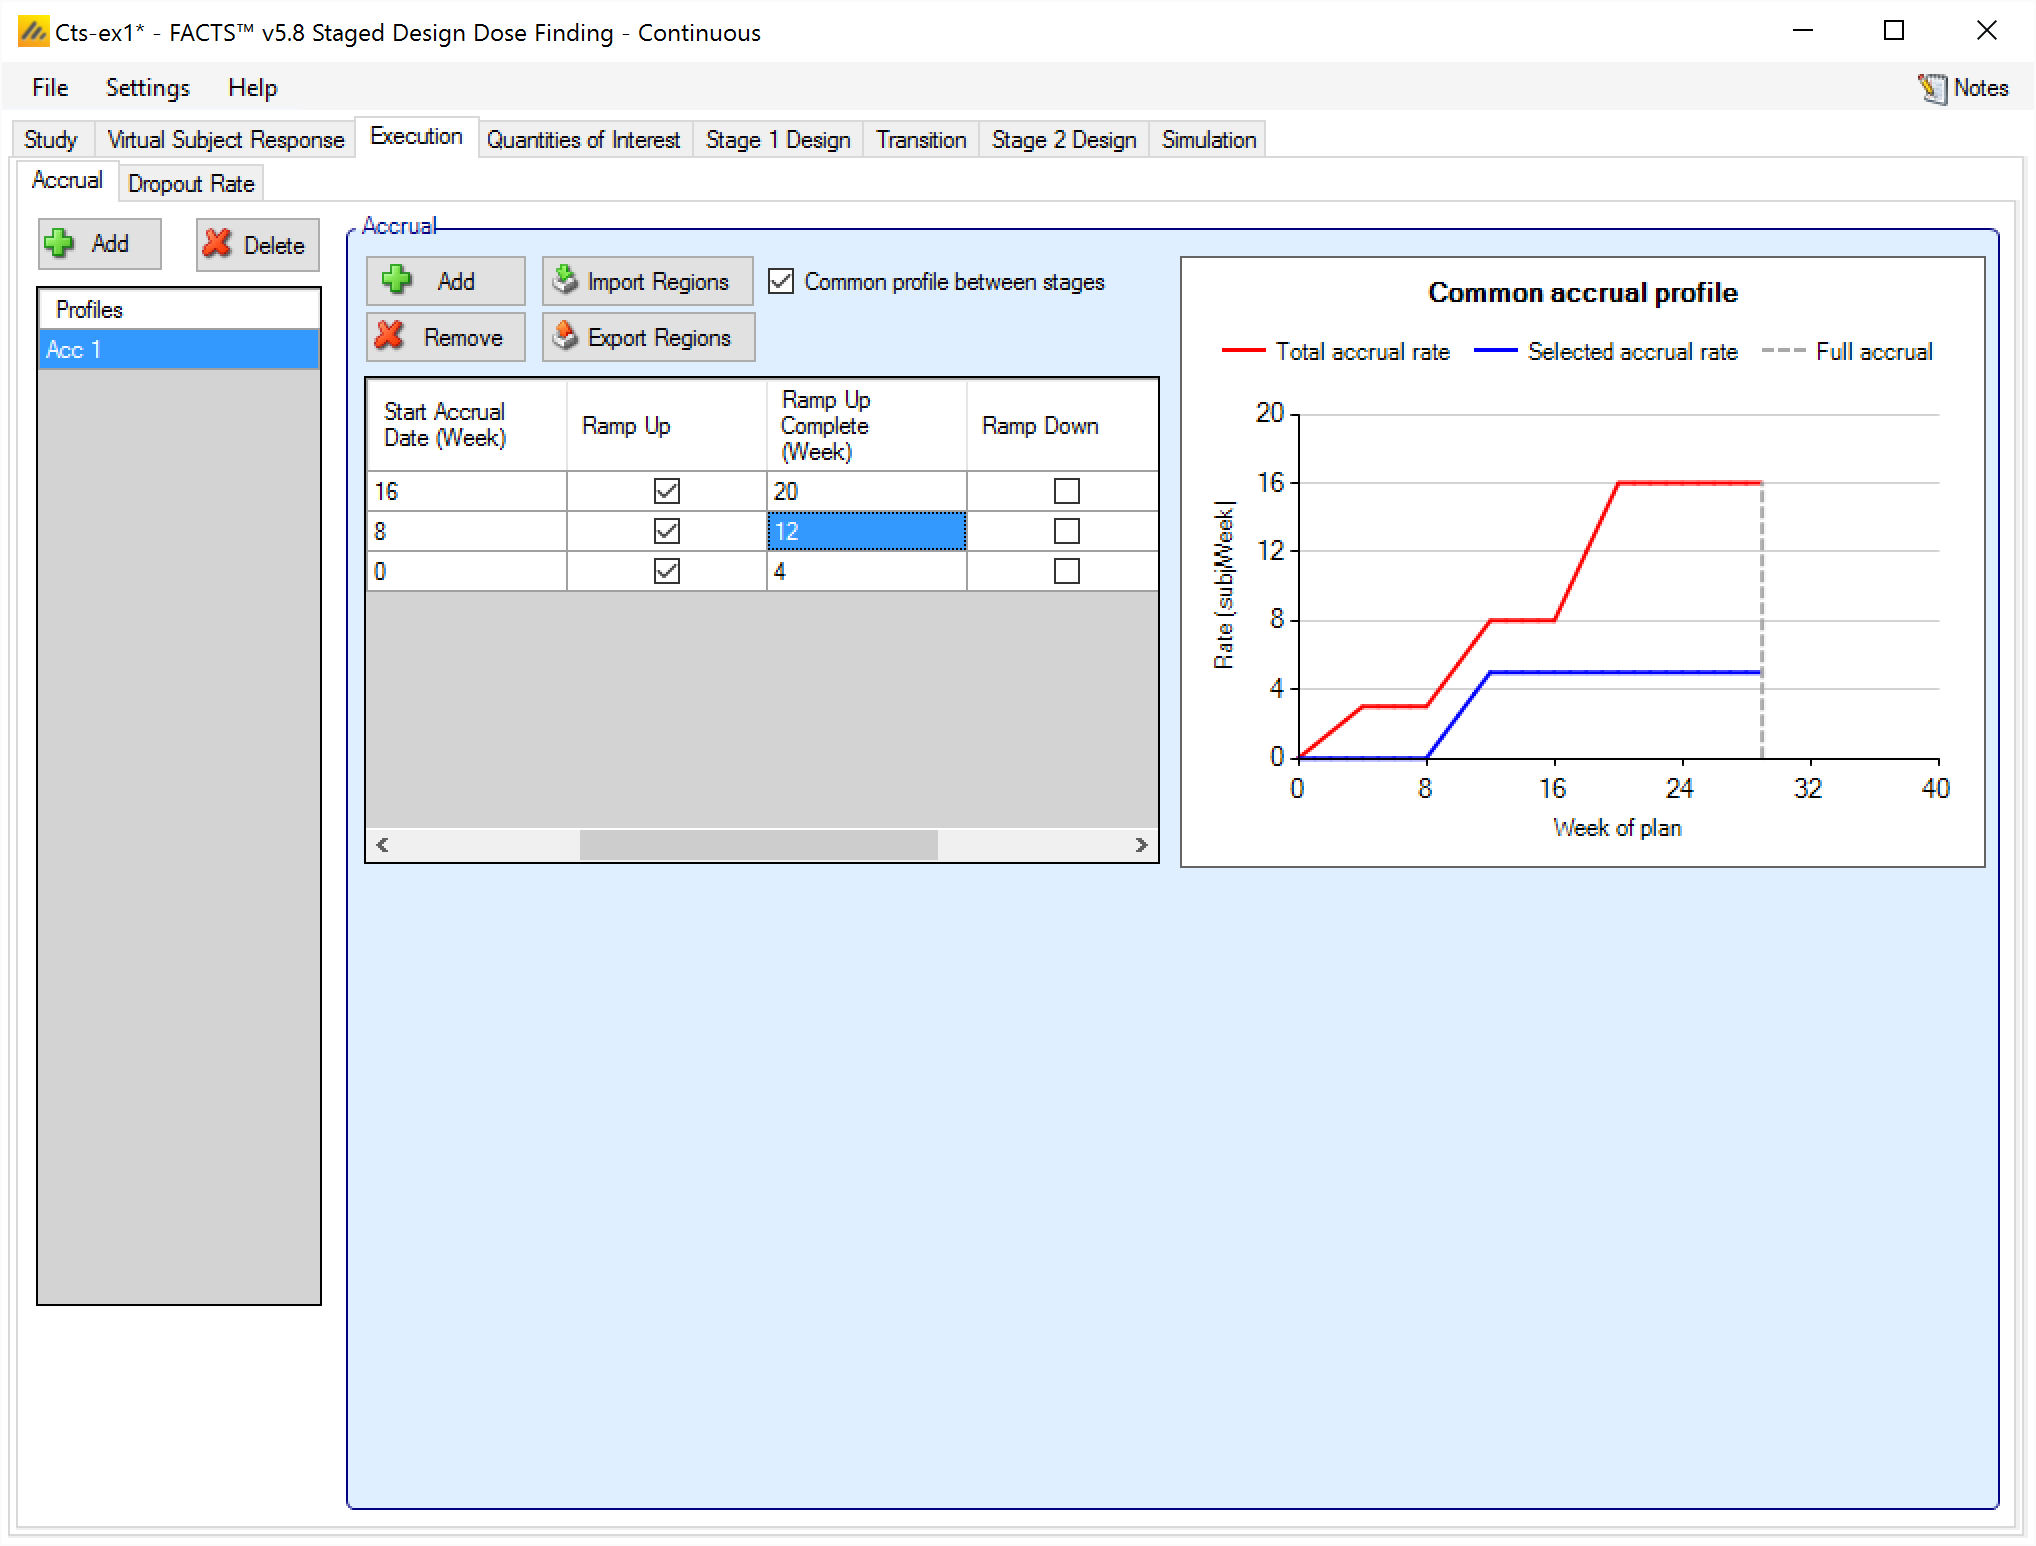 Cts-ex1* - FACTS™ v5.8 Staged Design Dose Finding - Continuous
File Settings Help Notes
Study Virtual Subject Response Execution Quantities of Interest Stage 1 Design Transition Stage 2 Design Simulation
Accrual Dropout Rate
Add Delete
Profiles
Acc 1
Accrual
Add Import Regions Common profile between stages
Remove Export Regions
Start Accrual Date (Week) Ramp Up Ramp Up Complete (Week) Ramp Down
16 20
8 12
0 4
Common accrual profile
Total accrual rate Selected accrual rate Full accrual
20
16
12
8
4
0
Rate (subj/Week)
0 8 16 24 32 40
Week of plan